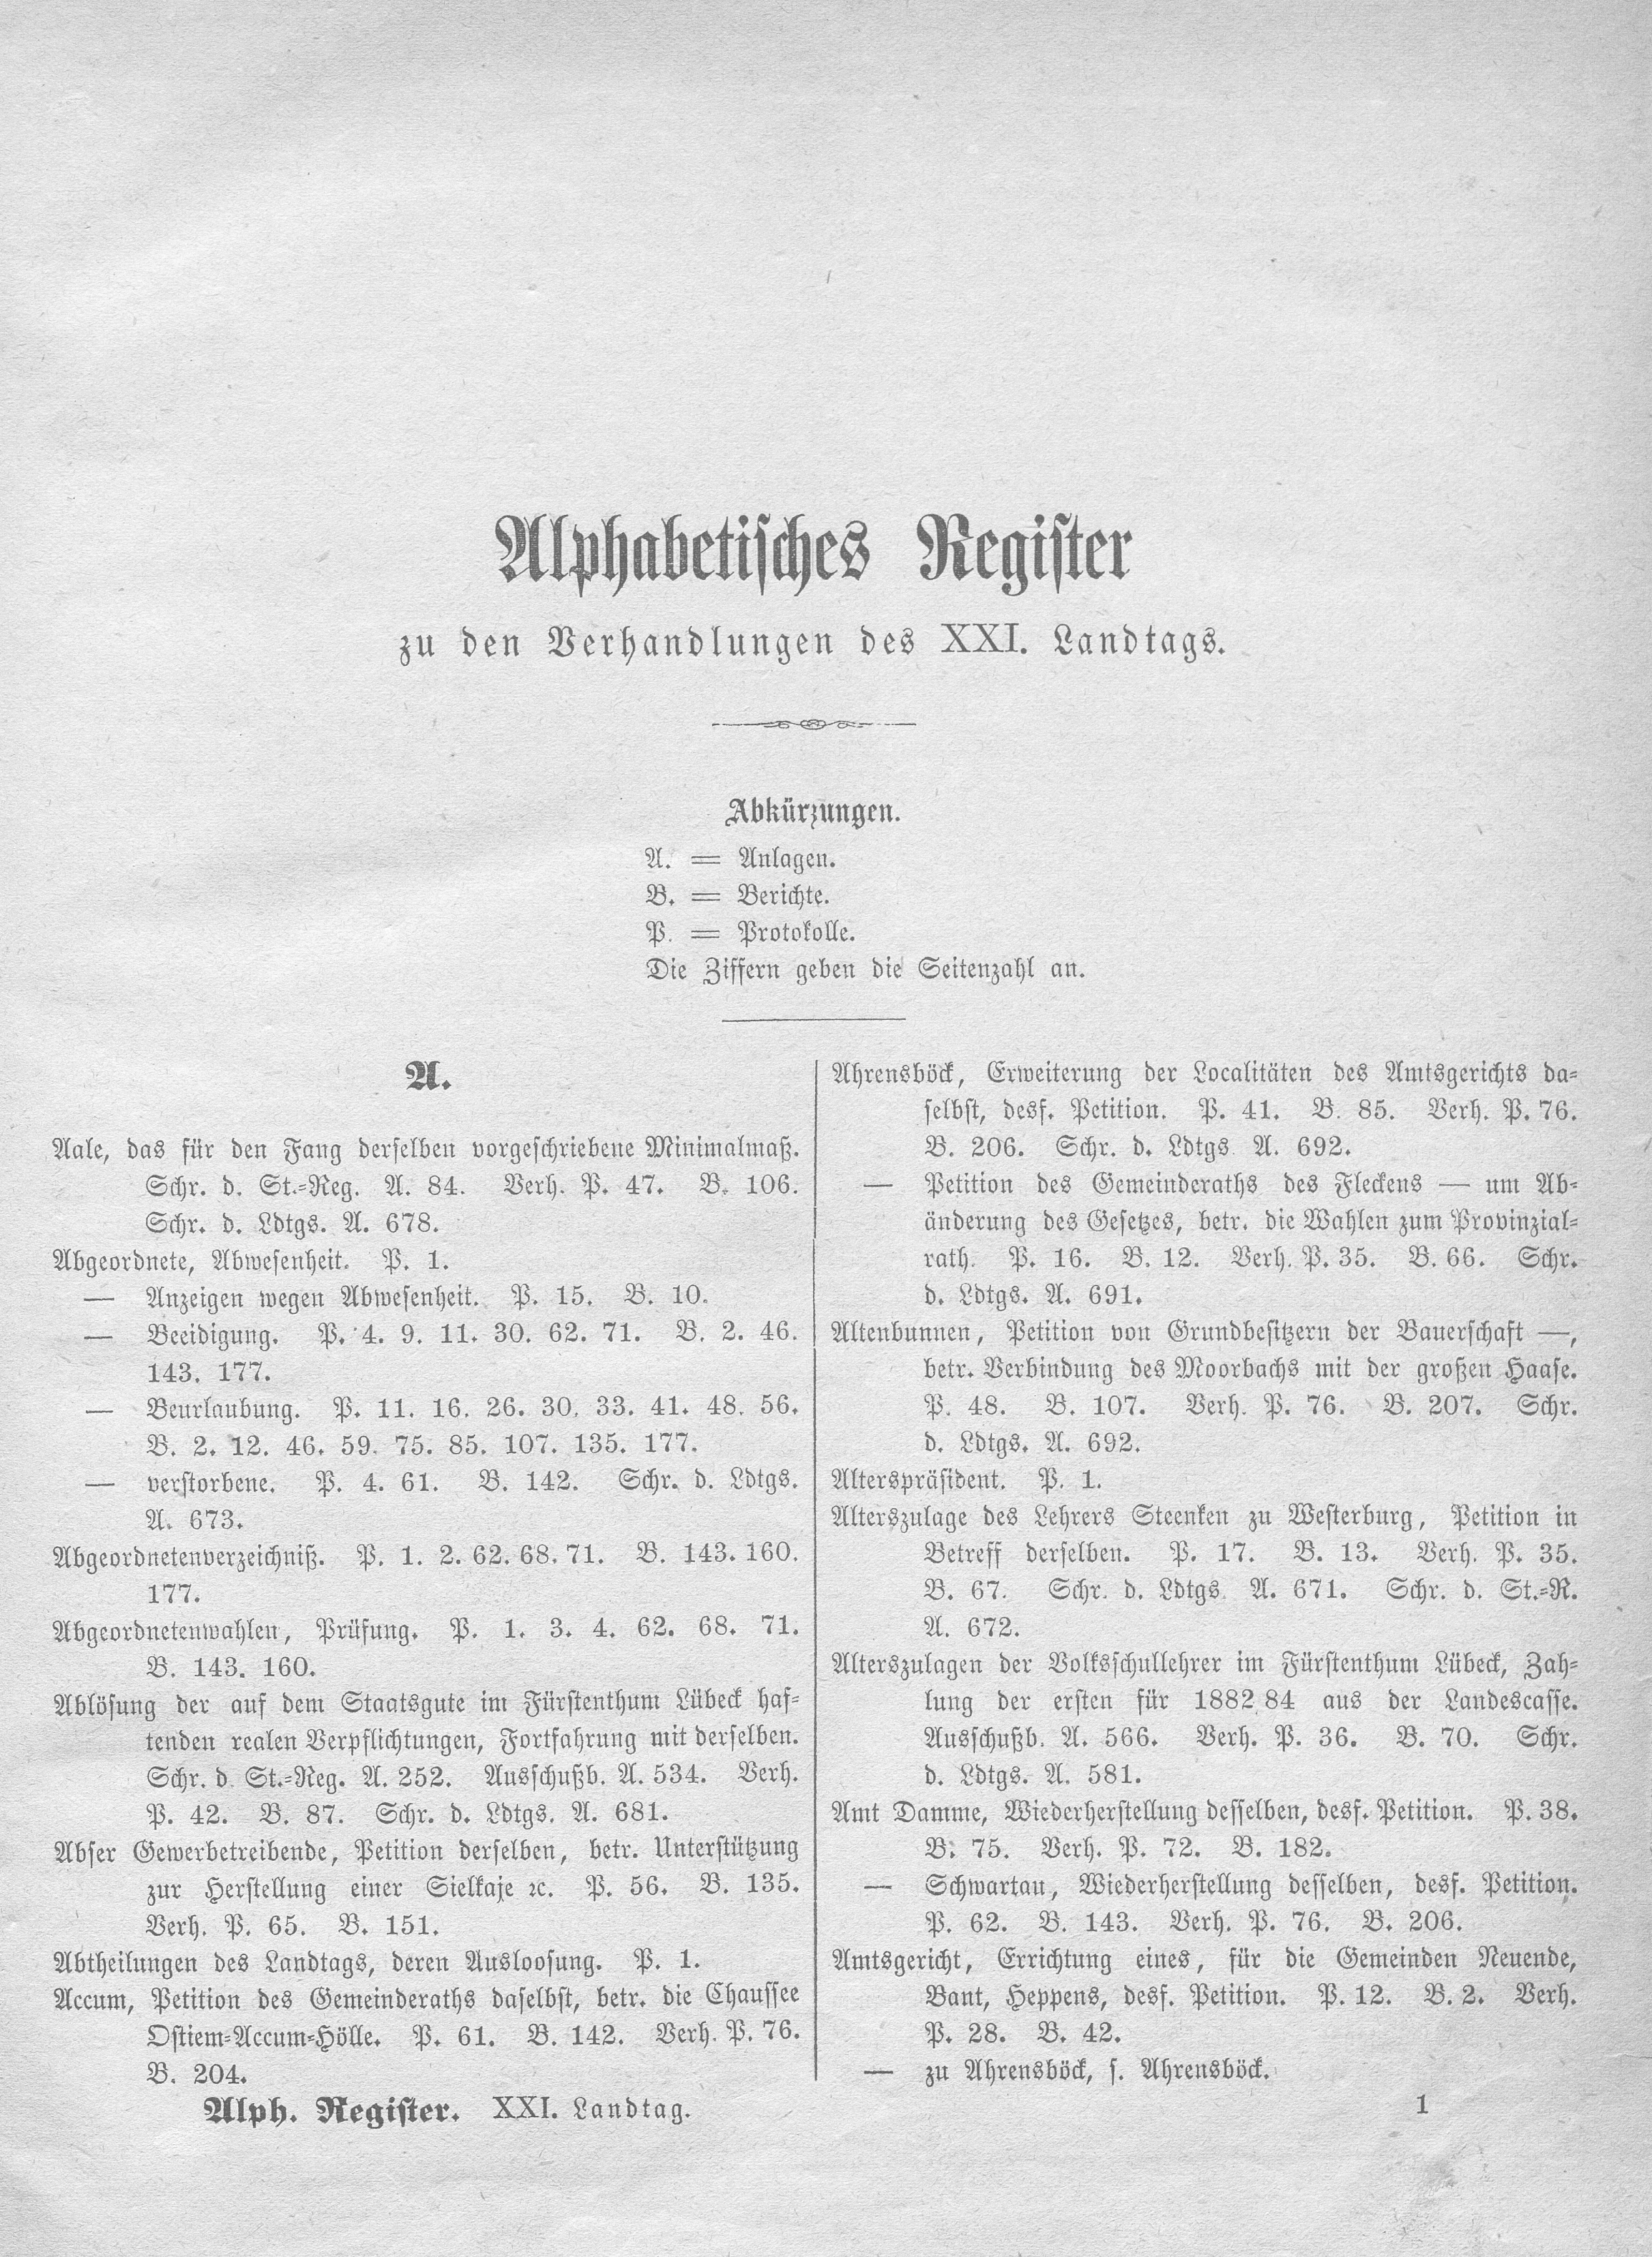 Alphabetisches Register
zu den Verhandlungen des XXI. Landtags.
Abkürzungen.
A. = Anlagen.
B. = Berichte.
P. = Protokolle.
Die Ziffern geben die Seitenzahl an.
A.
Aale, das für den Fang derselben vorgeschriebene Minimalmaß.
Schr. d. St.-Reg. A. 84. Verh. P. 47. B. 106.
Schr. d. Ldtgs. A. 678.
Abgeordnete, Abwesenheit. P. 1.
— Anzeigen wegen Abwesenheit. P. 15. B. 10.
— Beeidigung. P. 4. 9. 11. 30. 62. 71. B. 2. 46.
143. 177.
— Beurlaubung. P. 11. 16. 26. 30. 33. 41. 48. 56.
B. 2. 12. 46. 59. 75. 85. 107. 135. 177.
— verstorbene. P. 4. 61. B. 142. Schr. d. Ldtgs.
A. 673.
Abgeordnetenverzeichniß. P. 1. 2. 62. 68. 71. B. 143. 160.
177.
Abgeordnetenwahlen, Prüfung. P. 1. 3. 4. 62. 68. 71.
B. 143. 160.
Ablösung der auf dem Staatsgute im Fürstenthum Lübeck haf-
tenden realen Verpflichtungen, Fortfahrung mit derselben.
Schr. d. St.-Reg. A. 252. Ausschußb. A. 534. Verh.
P. 42. B. 87. Schr. d. Ldtgs. A. 681.
Abser Gewerbetreibende, Petition derselben, betr. Unterstützung
zur Herstellung einer Sielkaje ꝛc. P. 56. B. 135.
Verh. P. 65. B. 151.
Abtheilungen des Landtags, deren Ausloosung. P. 1.
Accum, Petition des Gemeinderaths daselbst, betr. die Chaussee
Ostiem-Accum-Hölle. P. 61. B. 142. Verh. P. 76.
B. 204.
Ahrensböck, Erweiterung der Localitäten des Amtsgerichts da-
selbst, desf. Petition. P. 41. B. 85. Verh. P. 76.
B. 206. Schr. d. Ldtgs A. 692.
— Petition des Gemeinderaths des Fleckens — um Ab-
änderung des Gesetzes, betr. die Wahlen zum Provinzial-
rath. P. 16. B. 12. Verh. P. 35. B. 66. Schr.
d. Ldtgs. A. 691.
Altenbunnen, Petition von Grundbesitzern der Bauerschaft —,
betr. Verbindung des Moorbachs mit der großen Haase.
P. 48. B. 107. Verh. P. 76. B. 207. Schr.
d. Ldtgs. A. 692.
Alterspräsident. P. 1.
Alterszulage des Lehrers Steenken zu Westerburg, Petition in
Betreff derselben. P. 17. B. 13. Verh. P. 35.
B. 67. Schr. d. Ldtgs. A. 671. Schr. d. St.-R.
A. 672.
Alterszulagen der Volksschullehrer im Fürstenthum Lübeck, Zah-
lung der ersten für 1882 84 aus der Landescasse.
Ausschußb. A. 566. Verh. P. 36. B. 70. Schr.
d. Ldtgs. A. 581.
Amt Damme, Wiederherstellung desselben, desf. Petition. P. 38.
B. 75. Verh. P. 72. B. 182.
— Schwartau, Wiederherstellung desselben, desf. Petition.
P. 62. B. 143. Verh. P. 76. B. 206.
Amtsgericht, Errichtung eines, für die Gemeinden Neuende,
Bant, Heppens, desf. Petition. P. 12. B. 2. Verh.
P. 28. B. 42.
— zu Ahrensböck, s. Ahrensböck.
Alph. Register. XXI. Landtag.
1